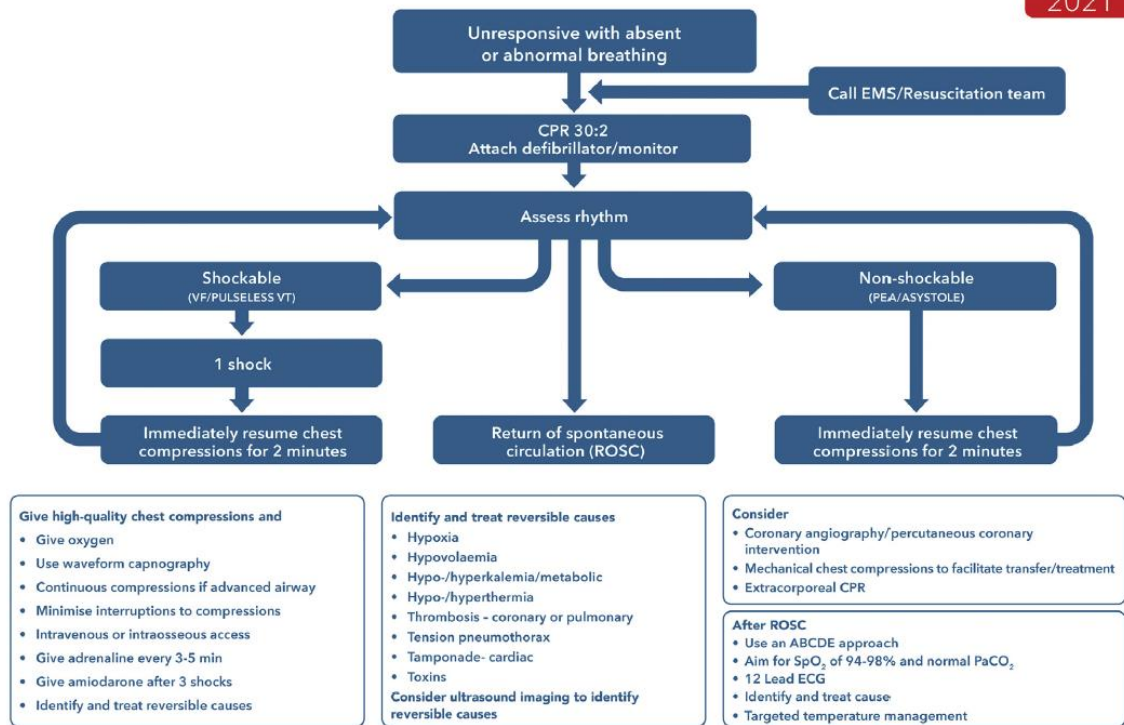 2021
Unresponsive with absent
or abnormal breathing
Call EMS/Resuscitation team
CPR 30:2
Attach defibrillator/monitor
Assess rhythm
Shockable
(VF/PULSELESS VT)
Non-shockable
(PEA/ASYSTOLE)
1 shock
Immediately resume chest
compressions for 2 minutes
Return of spontaneous
circulation (ROSC)
Immediately resume chest
compressions for 2 minutes
Give high-quality chest compressions and
• Give oxygen
• Use waveform capnography
• Continuous compressions if advanced airway
• Minimise interruptions to compressions
• Intravenous or intraosseous access
• Give adrenaline every 3-5 min
• Give amiodarone after 3 shocks
• Identify and treat reversible causes
Identify and treat reversible causes
• Hypoxia
• Hypovolaemia
• Hypo-/hyperkalemia/metabolic
• Hypo-/hyperthermia
• Thrombosis - coronary or pulmonary
• Tension pneumothorax
• Tamponade- cardiac
• Toxins
Consider ultrasound imaging to identify
reversible causes
Consider
• Coronary angiography/percutaneous coronary
intervention
• Mechanical chest compressions to facilitate transfer/treatment
• Extracorporeal CPR
After ROSC
• Use an ABCDE approach
• Aim for SpO₂ of 94-98% and normal PaCO₂
• 12 Lead ECG
• Identify and treat cause
• Targeted temperature management